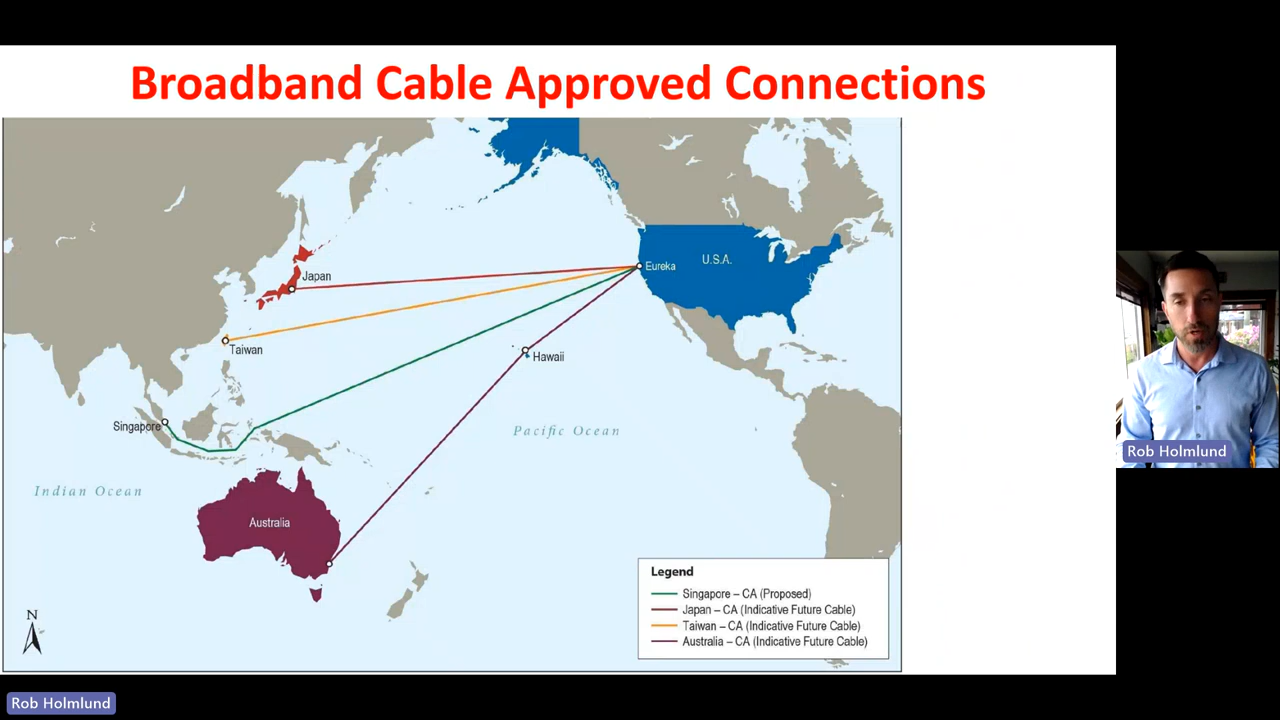 Broadband Cable Approved Connections
Japan
Eureka
U.S.A.
Taiwan
Hawaii
Singapore
Pacific Ocean
Indian Ocean
Australia
N
Legend
Singapore – CA (Proposed)
Japan – CA (Indicative Future Cable)
Taiwan – CA (Indicative Future Cable)
Australia – CA (Indicative Future Cable)
Rob Holmlund
Rob Holmlund